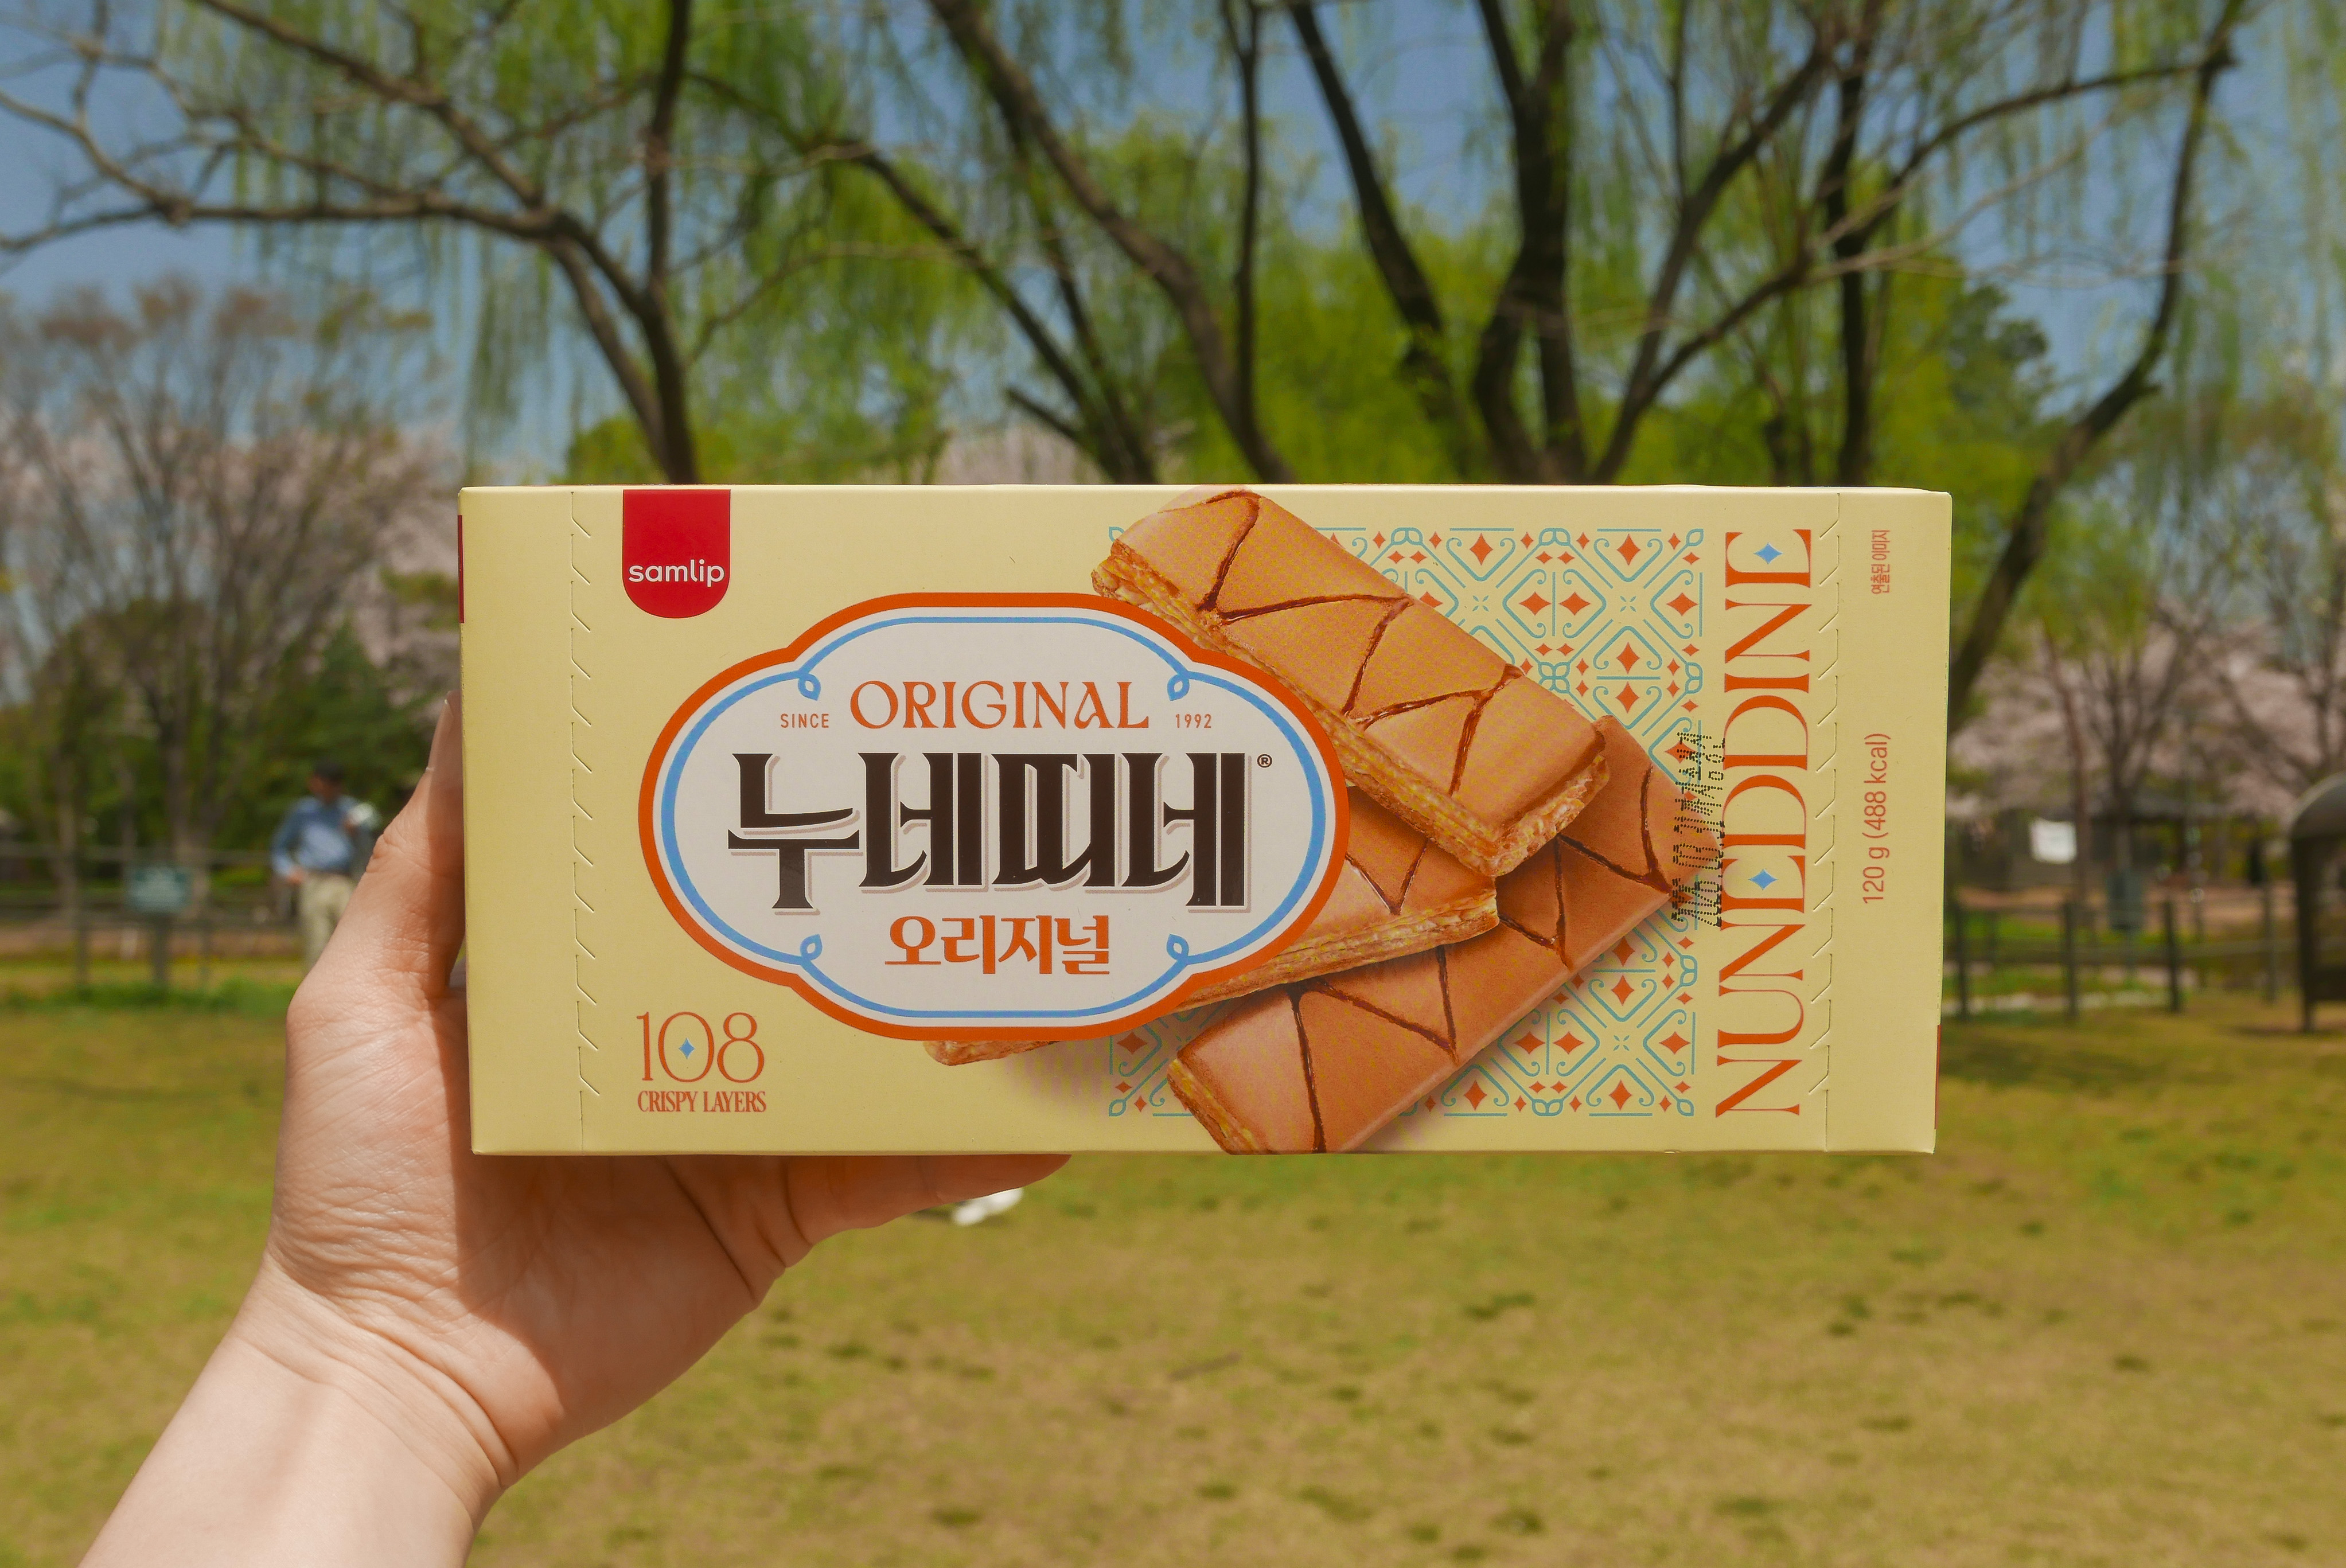 samlip
SINCE ORIGINAL 1992
누네띠네®
오리지널
108
CRISPY LAYERS
NUNEDDINE
연출된 이미지
120 g (488 kcal)